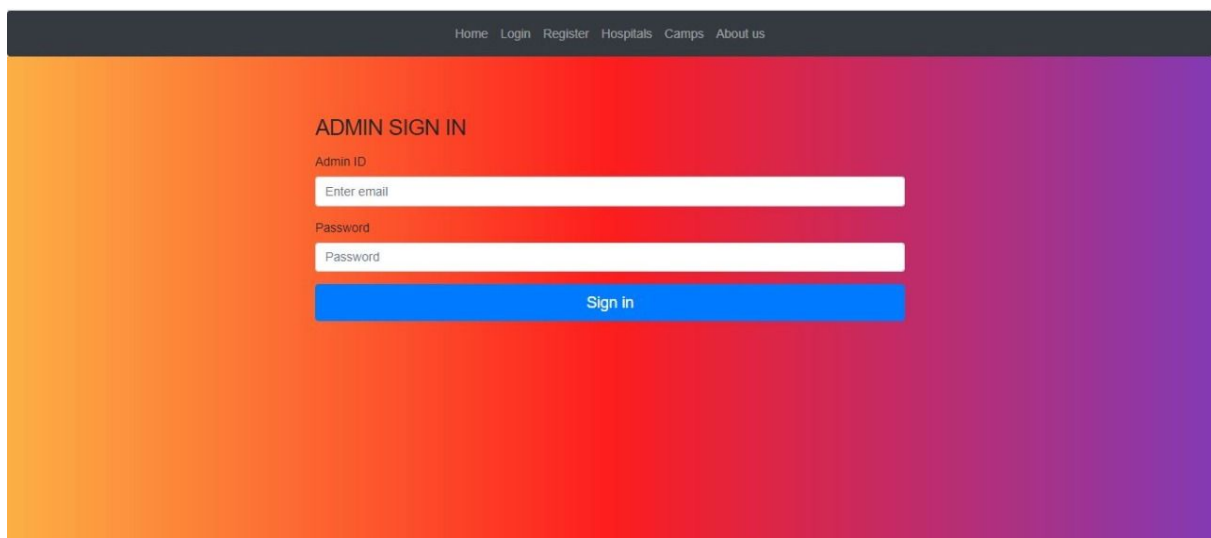 Home Login Register Hospitals Camps About us
ADMIN SIGN IN
Admin ID
Enter email
Password
Password
Sign in